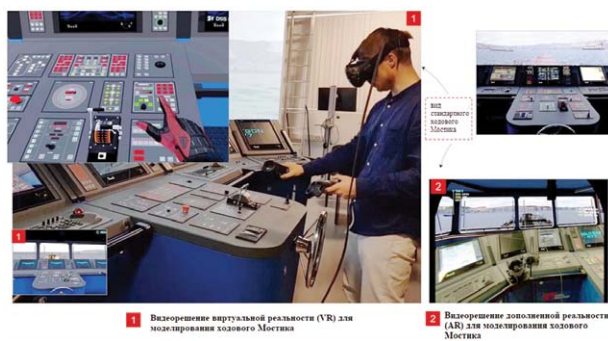 1
вид
стандартного
ходового
Мостика
2
1
1 Видеорешение виртуальной реальности (VR) для
моделирования ходового Мостика
2 Видеорешение дополненной реальности
(AR) для моделирования ходового
Мостика